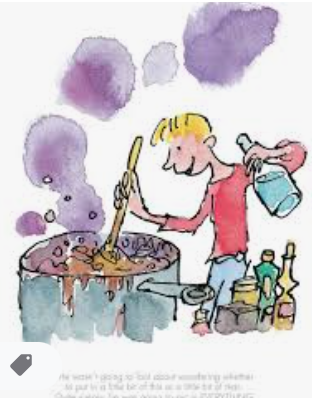 He wasn't going to fool about wondering whether
to put in a little bit of this or a little bit of that.
Quite simply, he was going to put in EVERYTHING